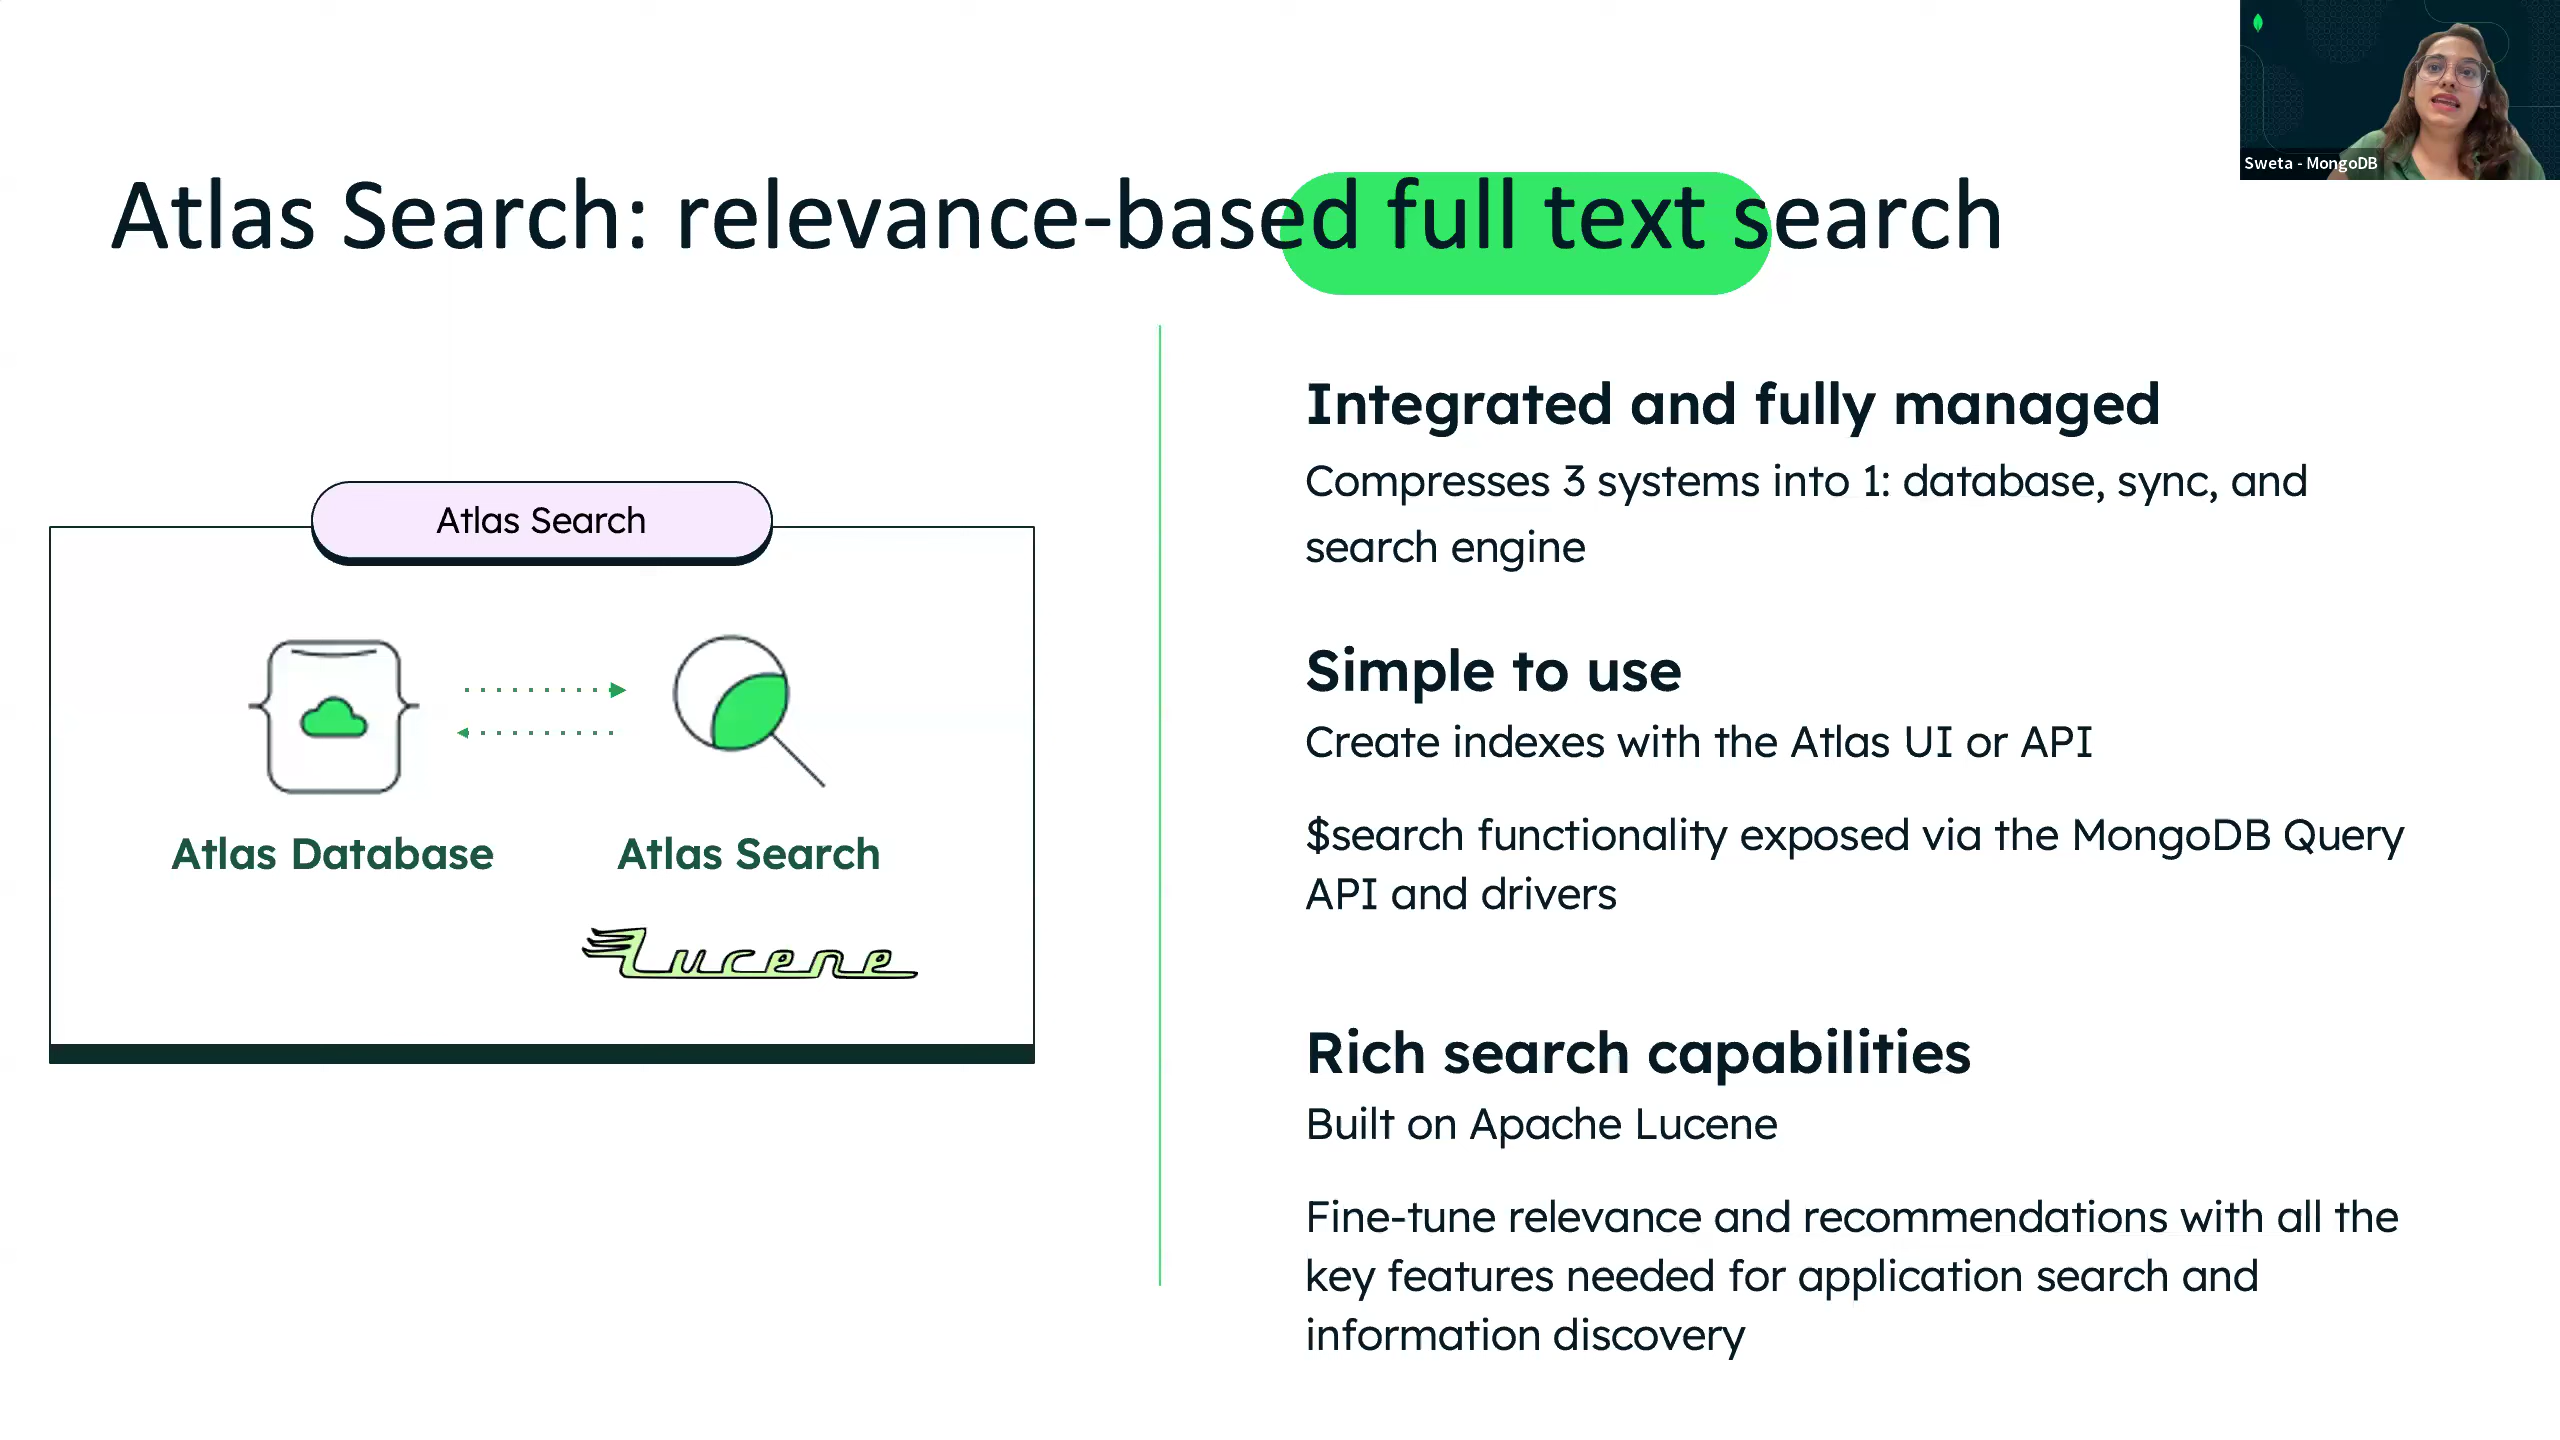 Sweta - MongoDB
Atlas Search: relevance-based full text search
Atlas Search
Atlas Database
Atlas Search
Lucene
Integrated and fully managed
Compresses 3 systems into 1: database, sync, and
search engine
Simple to use
Create indexes with the Atlas UI or API
$search functionality exposed via the MongoDB Query
API and drivers
Rich search capabilities
Built on Apache Lucene
Fine-tune relevance and recommendations with all the
key features needed for application search and
information discovery